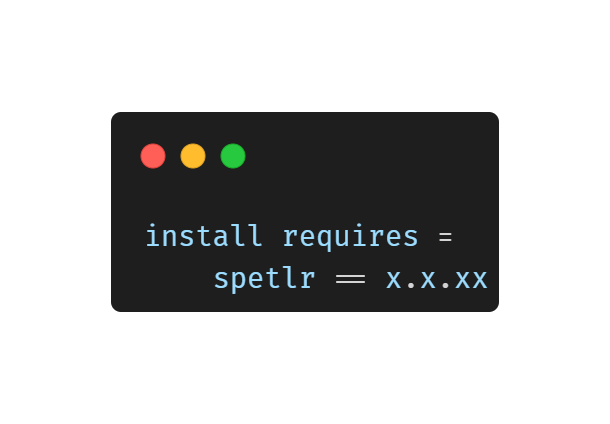 install requires =
spetlr == x.x.xx